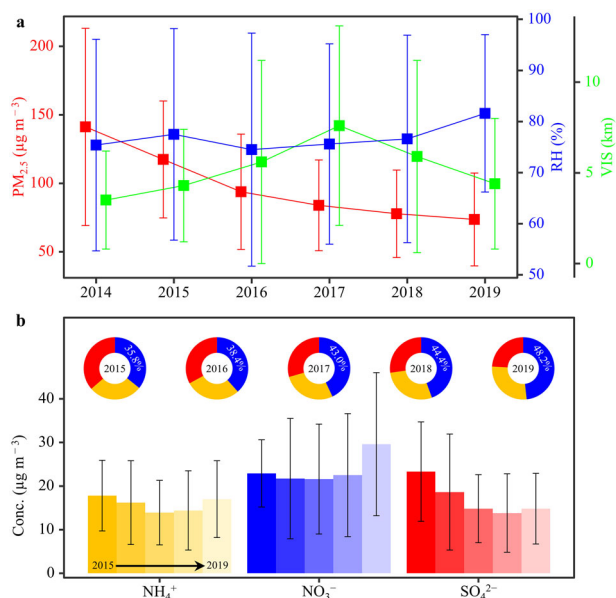 a
200
150
100
50
PM2.5 (μg m−3)
100
90
80
70
60
50
RH (%)
10
5
0
VIS (km)
2014 2015 2016 2017 2018 2019
b
35.8% 38.4% 43.0% 44.4% 48.2%
2015 2016 2017 2018 2019
40
30
20
10
0
Conc. (μg m−3)
2015 2019
NH4+ NO3− SO42−